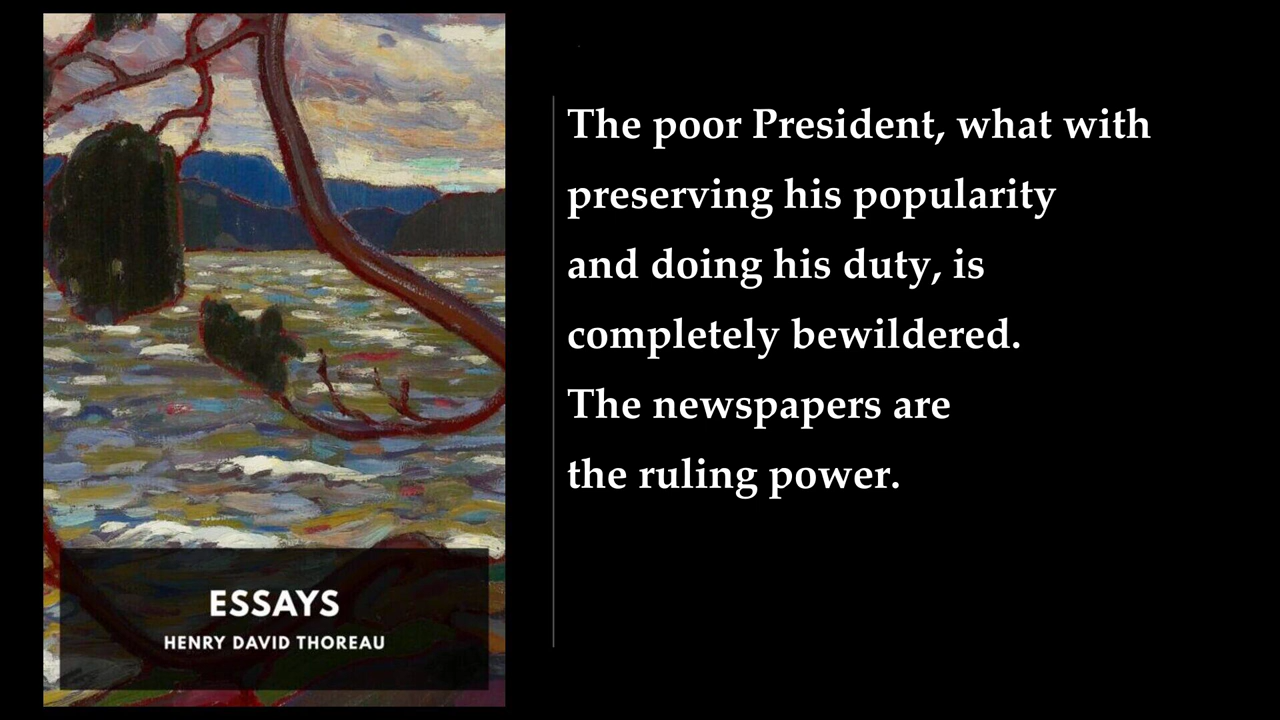 The poor President, what with
preserving his popularity
and doing his duty, is
completely bewildered.
The newspapers are
the ruling power.
ESSAYS
HENRY DAVID THOREAU